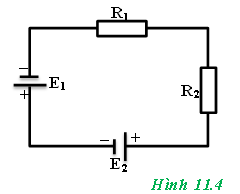 R₁
−
E₁
+
R₂
− +
E₂
Hình 11.4